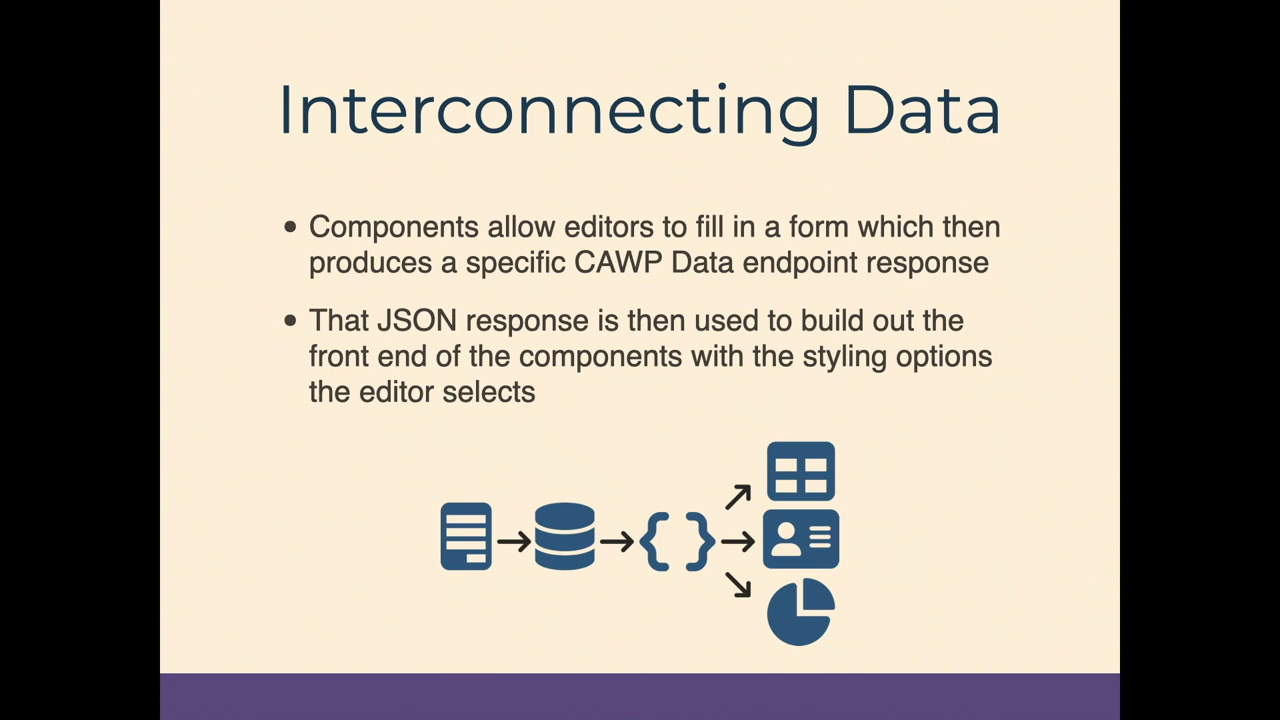 Interconnecting Data
• Components allow editors to fill in a form which then
produces a specific CAWP Data endpoint response
• That JSON response is then used to build out the
front end of the components with the styling options
the editor selects
{ }